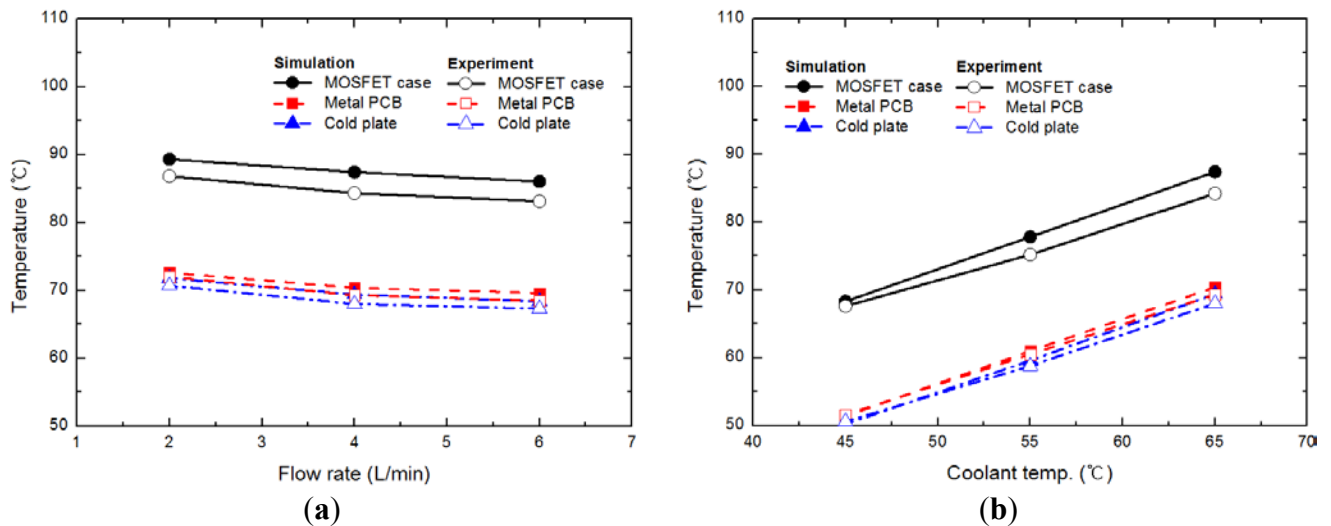 110
100
90
80
70
60
50
Temperature (℃)
Simulation Experiment
MOSFET case MOSFET case
Metal PCB Metal PCB
Cold plate Cold plate
1 2 3 4 5 6 7
Flow rate (L/min)
(a)
110
100
90
80
70
60
50
Temperature (℃)
Simulation Experiment
MOSFET case MOSFET case
Metal PCB Metal PCB
Cold plate Cold plate
40 45 50 55 60 65 70
Coolant temp. (℃)
(b)